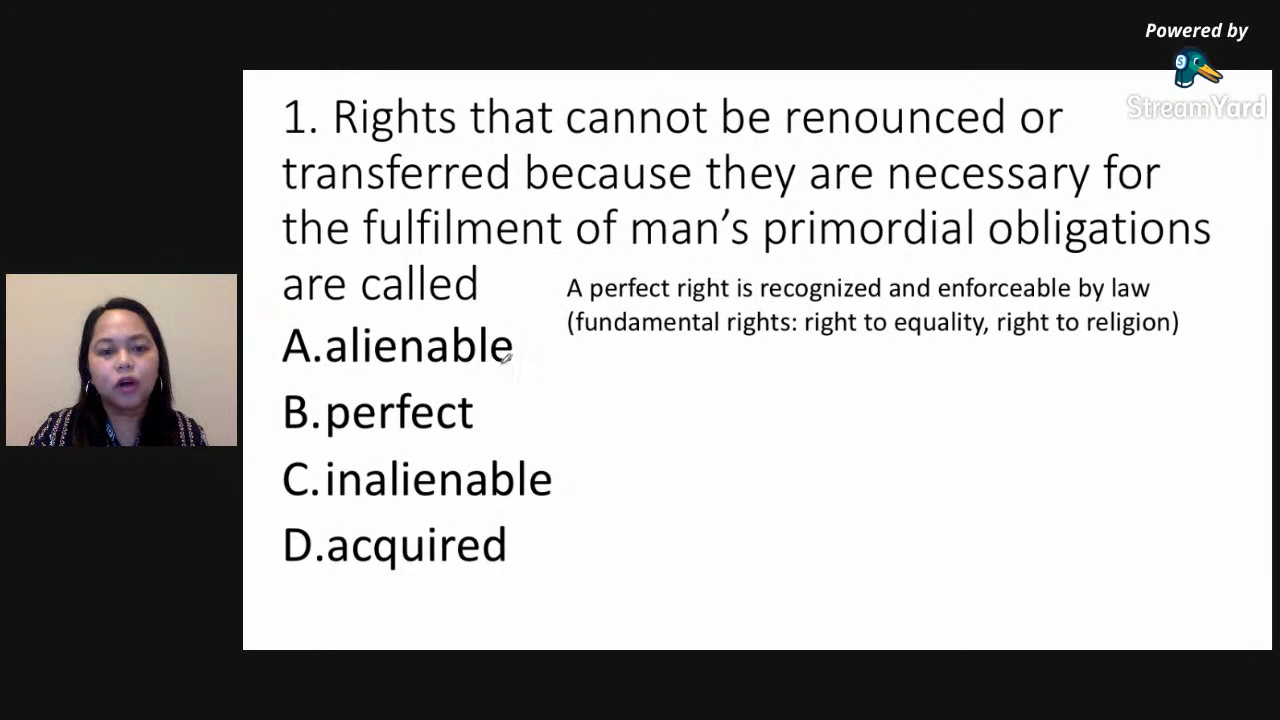 Powered by
StreamYard
1. Rights that cannot be renounced or
transferred because they are necessary for
the fulfilment of man’s primordial obligations
are called
A perfect right is recognized and enforceable by law
(fundamental rights: right to equality, right to religion)
A.alienable
B.perfect
C.inalienable
D.acquired